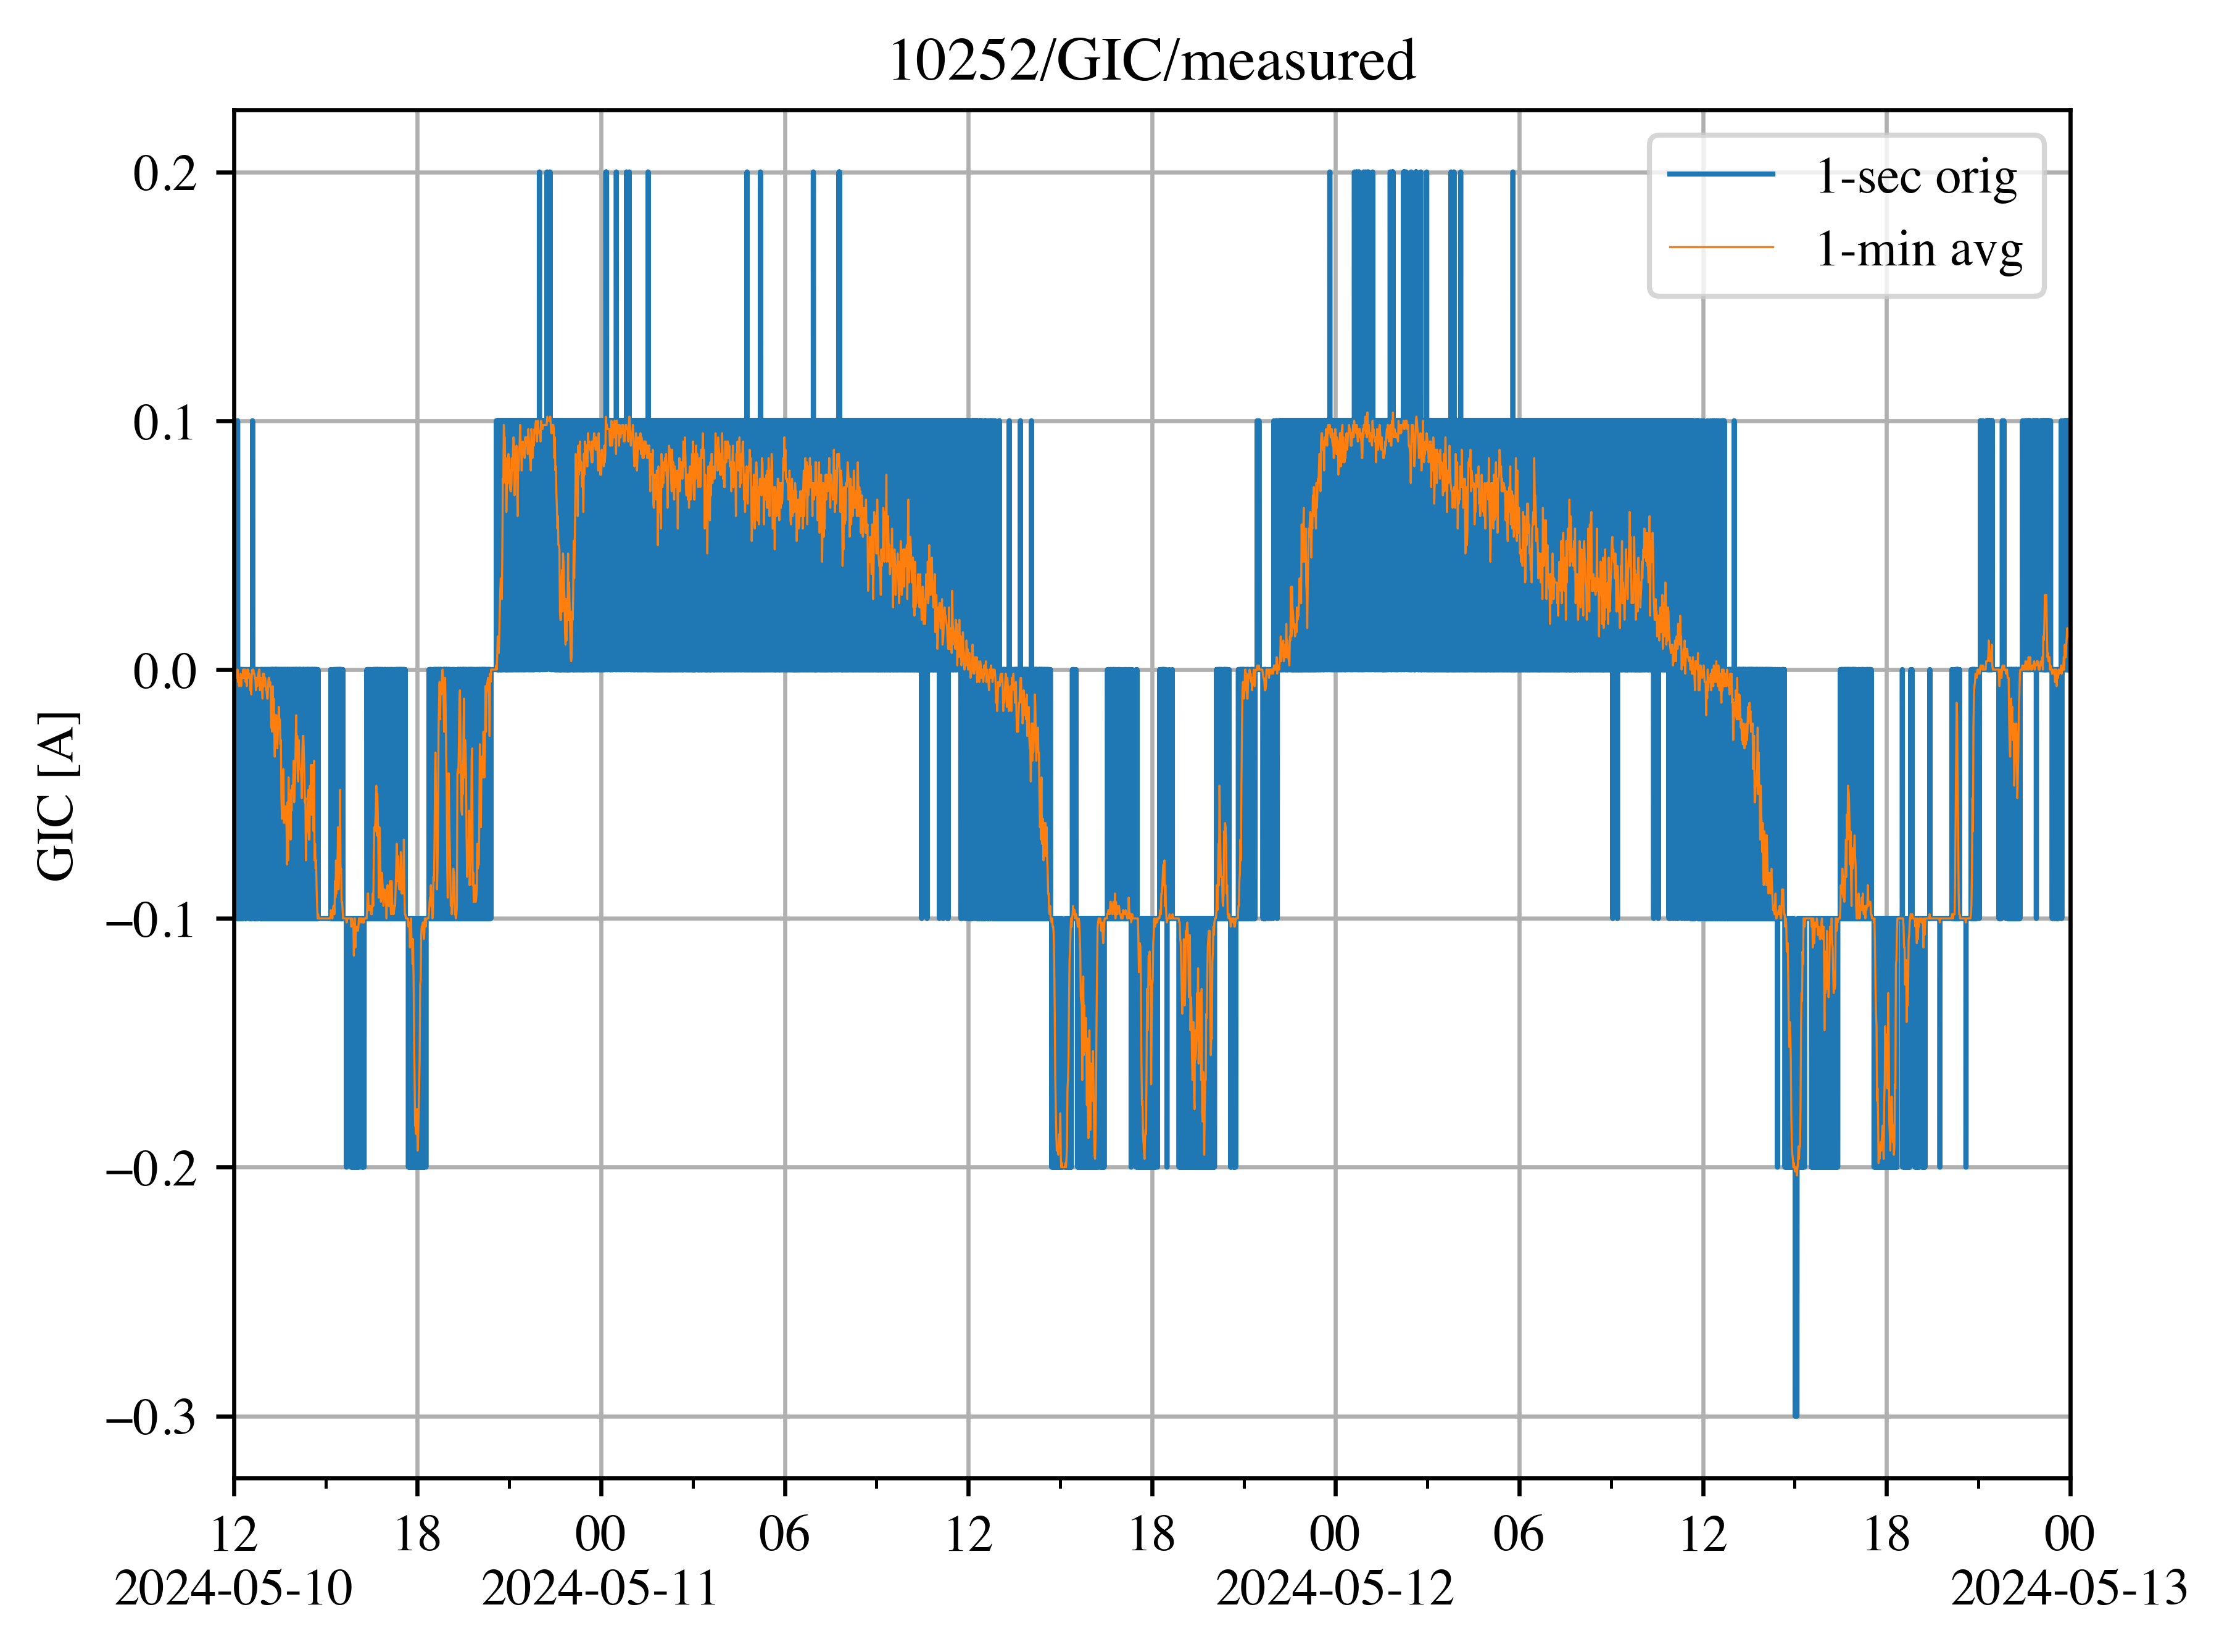 10252/GIC/measured
1-sec orig
1-min avg
GIC [A]
0.2
0.1
0.0
−0.1
−0.2
−0.3
12 18 00 06 12 18 00 06 12 18 00
2024-05-10 2024-05-11 2024-05-12 2024-05-13